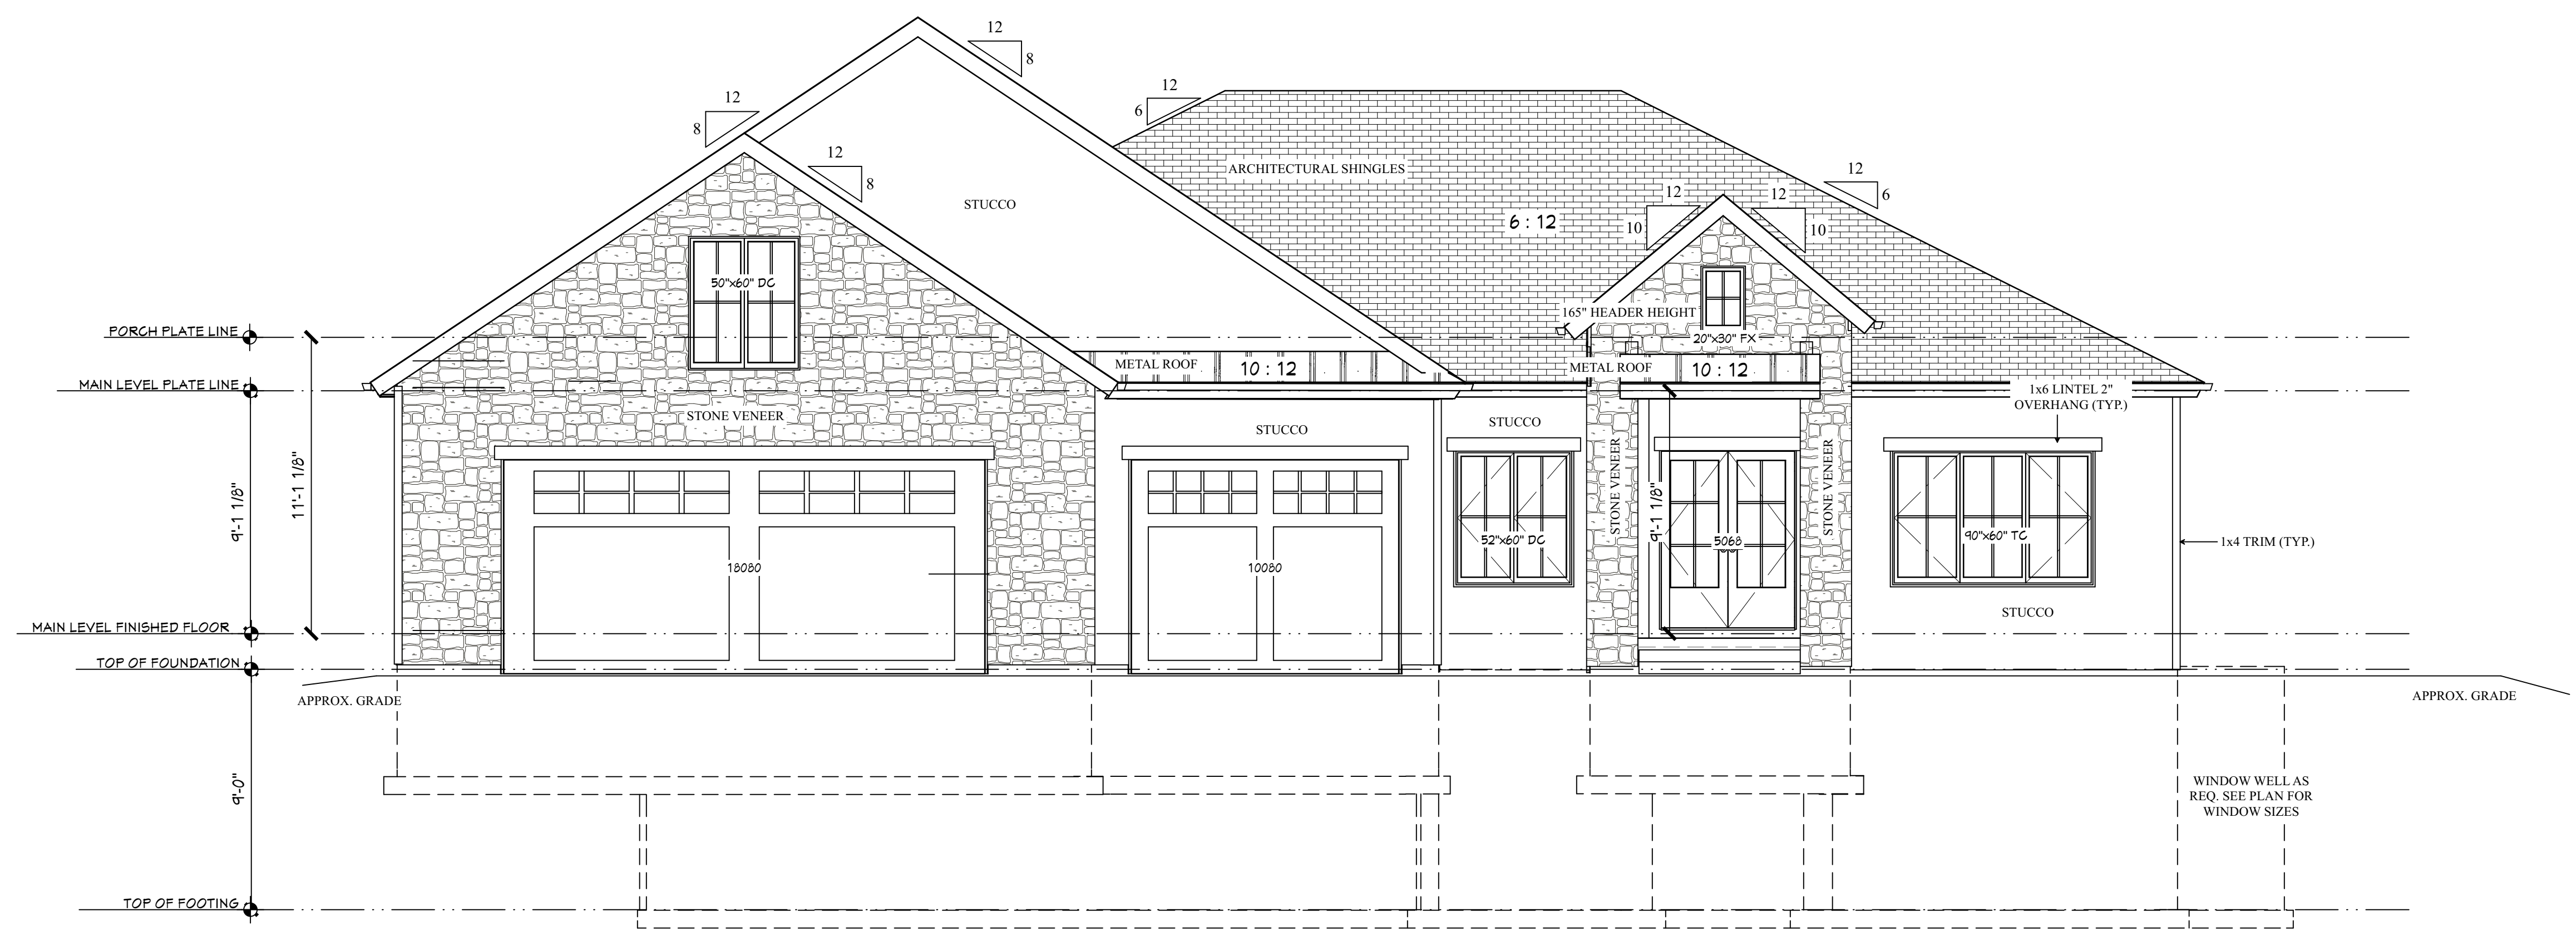 12
8
12
6
12
8
12
8
ARCHITECTURAL SHINGLES
12
6
STUCCO
12
12
6 : 12
10
10
50"x60" DC
165" HEADER HEIGHT
PORCH PLATE LINE
20"x30" FX
METAL ROOF
10 : 12
METAL ROOF
10 : 12
MAIN LEVEL PLATE LINE
1x6 LINTEL 2"
OVERHANG (TYP.)
STONE VENEER
STUCCO
STUCCO
9'-1 1/8"
11'-1 1/8"
STONE VENEER
9'-1 1/8"
STONE VENEER
18080
10080
52"x60" DC
5068
90"x60" TC
1x4 TRIM (TYP.)
STUCCO
MAIN LEVEL FINISHED FLOOR
TOP OF FOUNDATION
APPROX. GRADE
APPROX. GRADE
9'-0"
WINDOW WELL AS
REQ. SEE PLAN FOR
WINDOW SIZES
TOP OF FOOTING